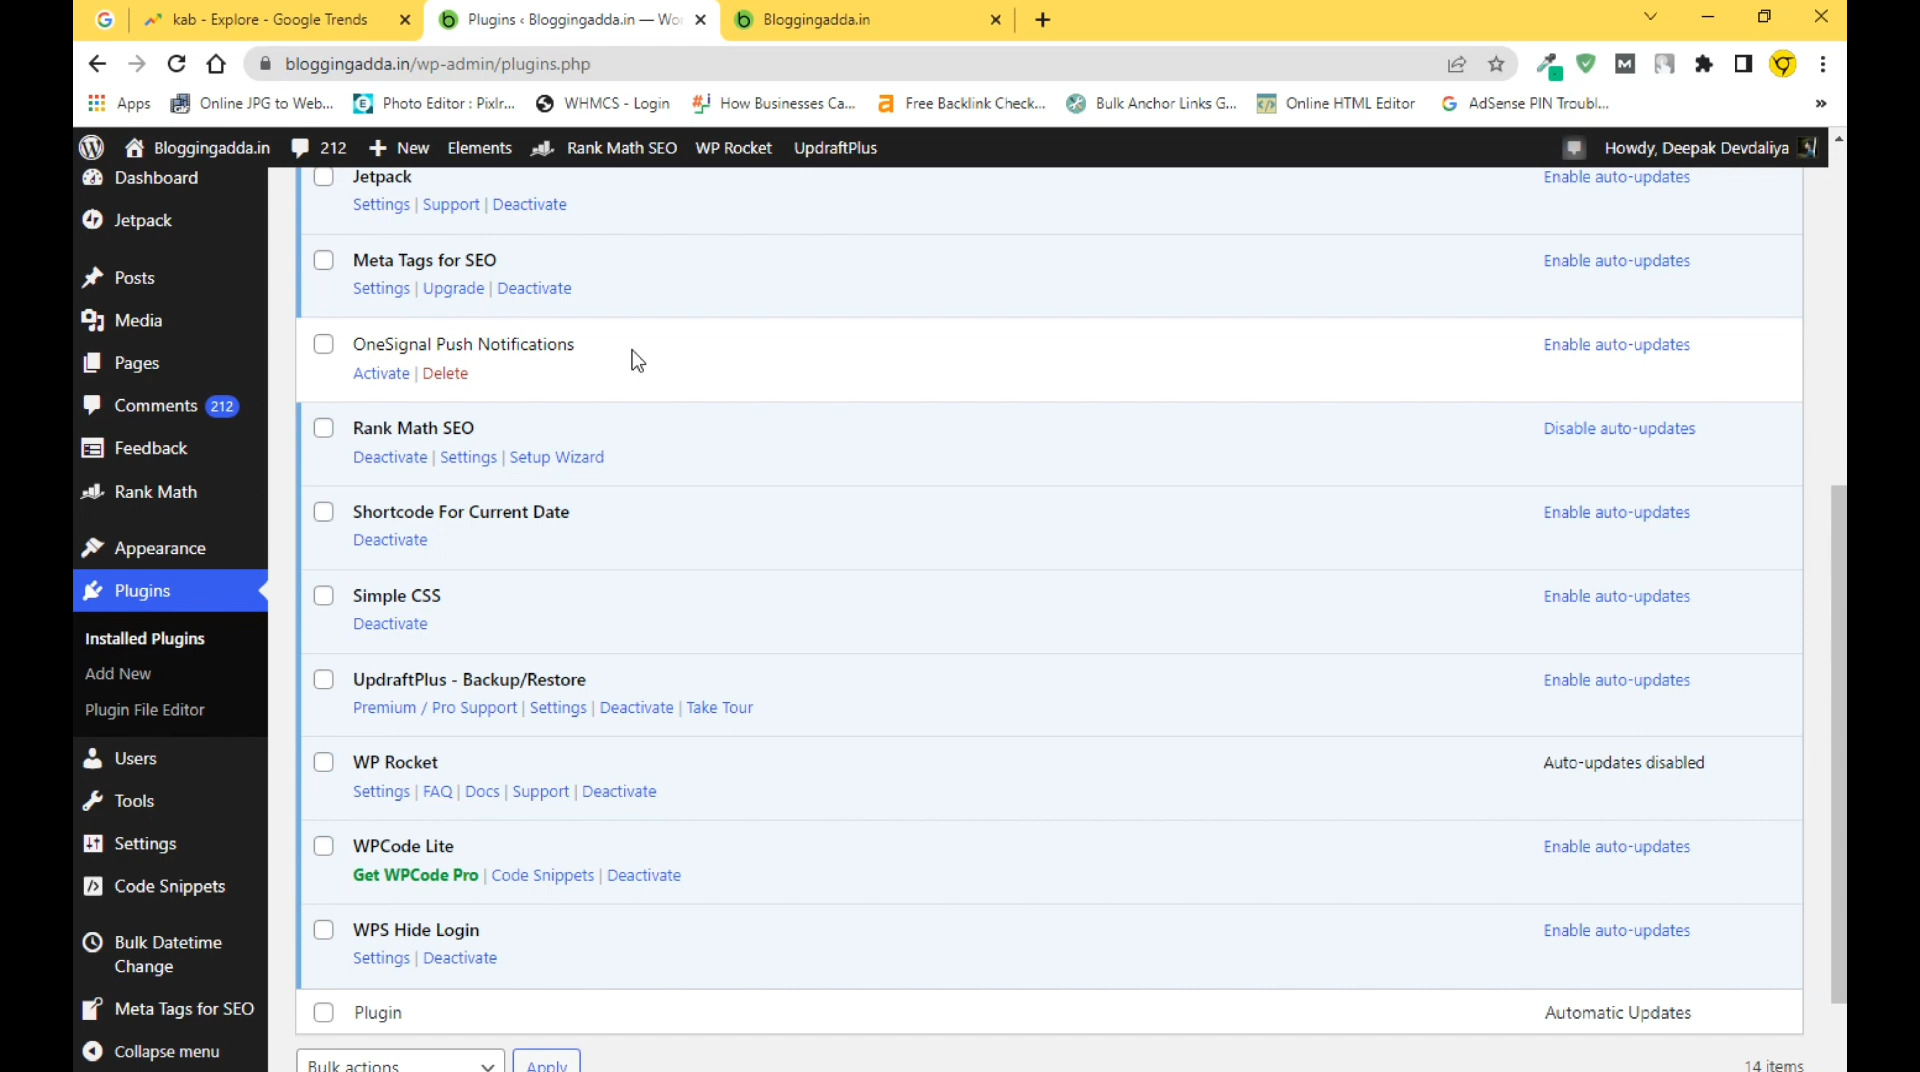 kab - Explore - Google Trends
Plugins ‹ Bloggingadda.in — Wor
Bloggingadda.in
bloggingadda.in/wp-admin/plugins.php
Apps
Online JPG to Web...
Photo Editor : Pixlr...
WHMCS - Login
How Businesses Ca...
Free Backlink Check...
Bulk Anchor Links G...
Online HTML Editor
AdSense PIN Troubl...
»
Bloggingadda.in
212
New
Elements
Rank Math SEO
WP Rocket
UpdraftPlus
Howdy, Deepak Devdaliya
Dashboard
Jetpack
Posts
Media
Pages
Comments 212
Feedback
Rank Math
Appearance
Plugins
Installed Plugins
Add New
Plugin File Editor
Users
Tools
Settings
Code Snippets
Bulk Datetime
Change
Meta Tags for SEO
Collapse menu
Jetpack
Enable auto-updates
Settings | Support | Deactivate
Meta Tags for SEO
Enable auto-updates
Settings | Upgrade | Deactivate
OneSignal Push Notifications
Enable auto-updates
Activate | Delete
Rank Math SEO
Disable auto-updates
Deactivate | Settings | Setup Wizard
Shortcode For Current Date
Enable auto-updates
Deactivate
Simple CSS
Enable auto-updates
Deactivate
UpdraftPlus - Backup/Restore
Enable auto-updates
Premium / Pro Support | Settings | Deactivate | Take Tour
WP Rocket
Auto-updates disabled
Settings | FAQ | Docs | Support | Deactivate
WPCode Lite
Enable auto-updates
Get WPCode Pro | Code Snippets | Deactivate
WPS Hide Login
Enable auto-updates
Settings | Deactivate
Plugin
Automatic Updates
Bulk actions
Apply
14 items